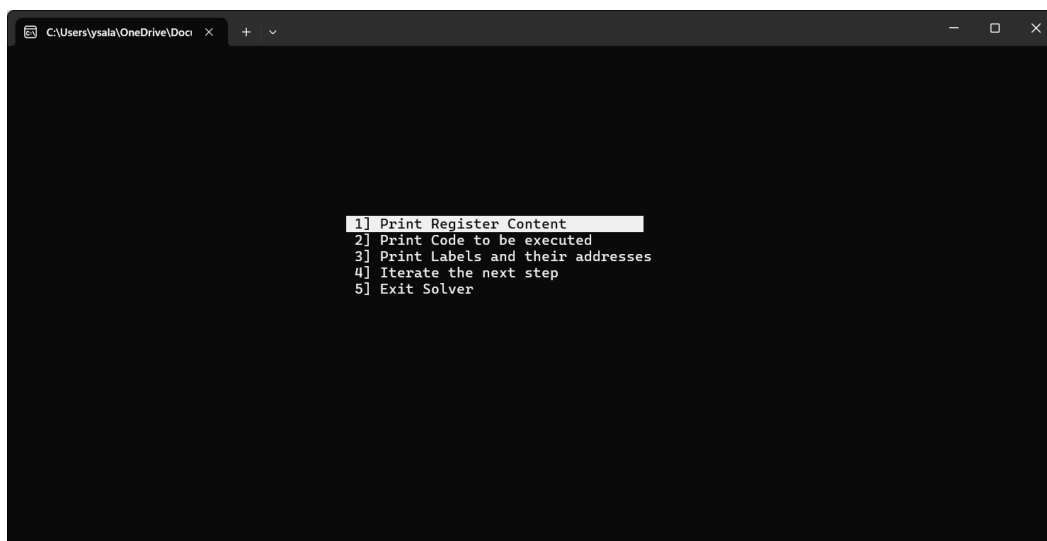 C:\Users\ysala\OneDrive\Docu
1] Print Register Content
2] Print Code to be executed
3] Print Labels and their addresses
4] Iterate the next step
5] Exit Solver